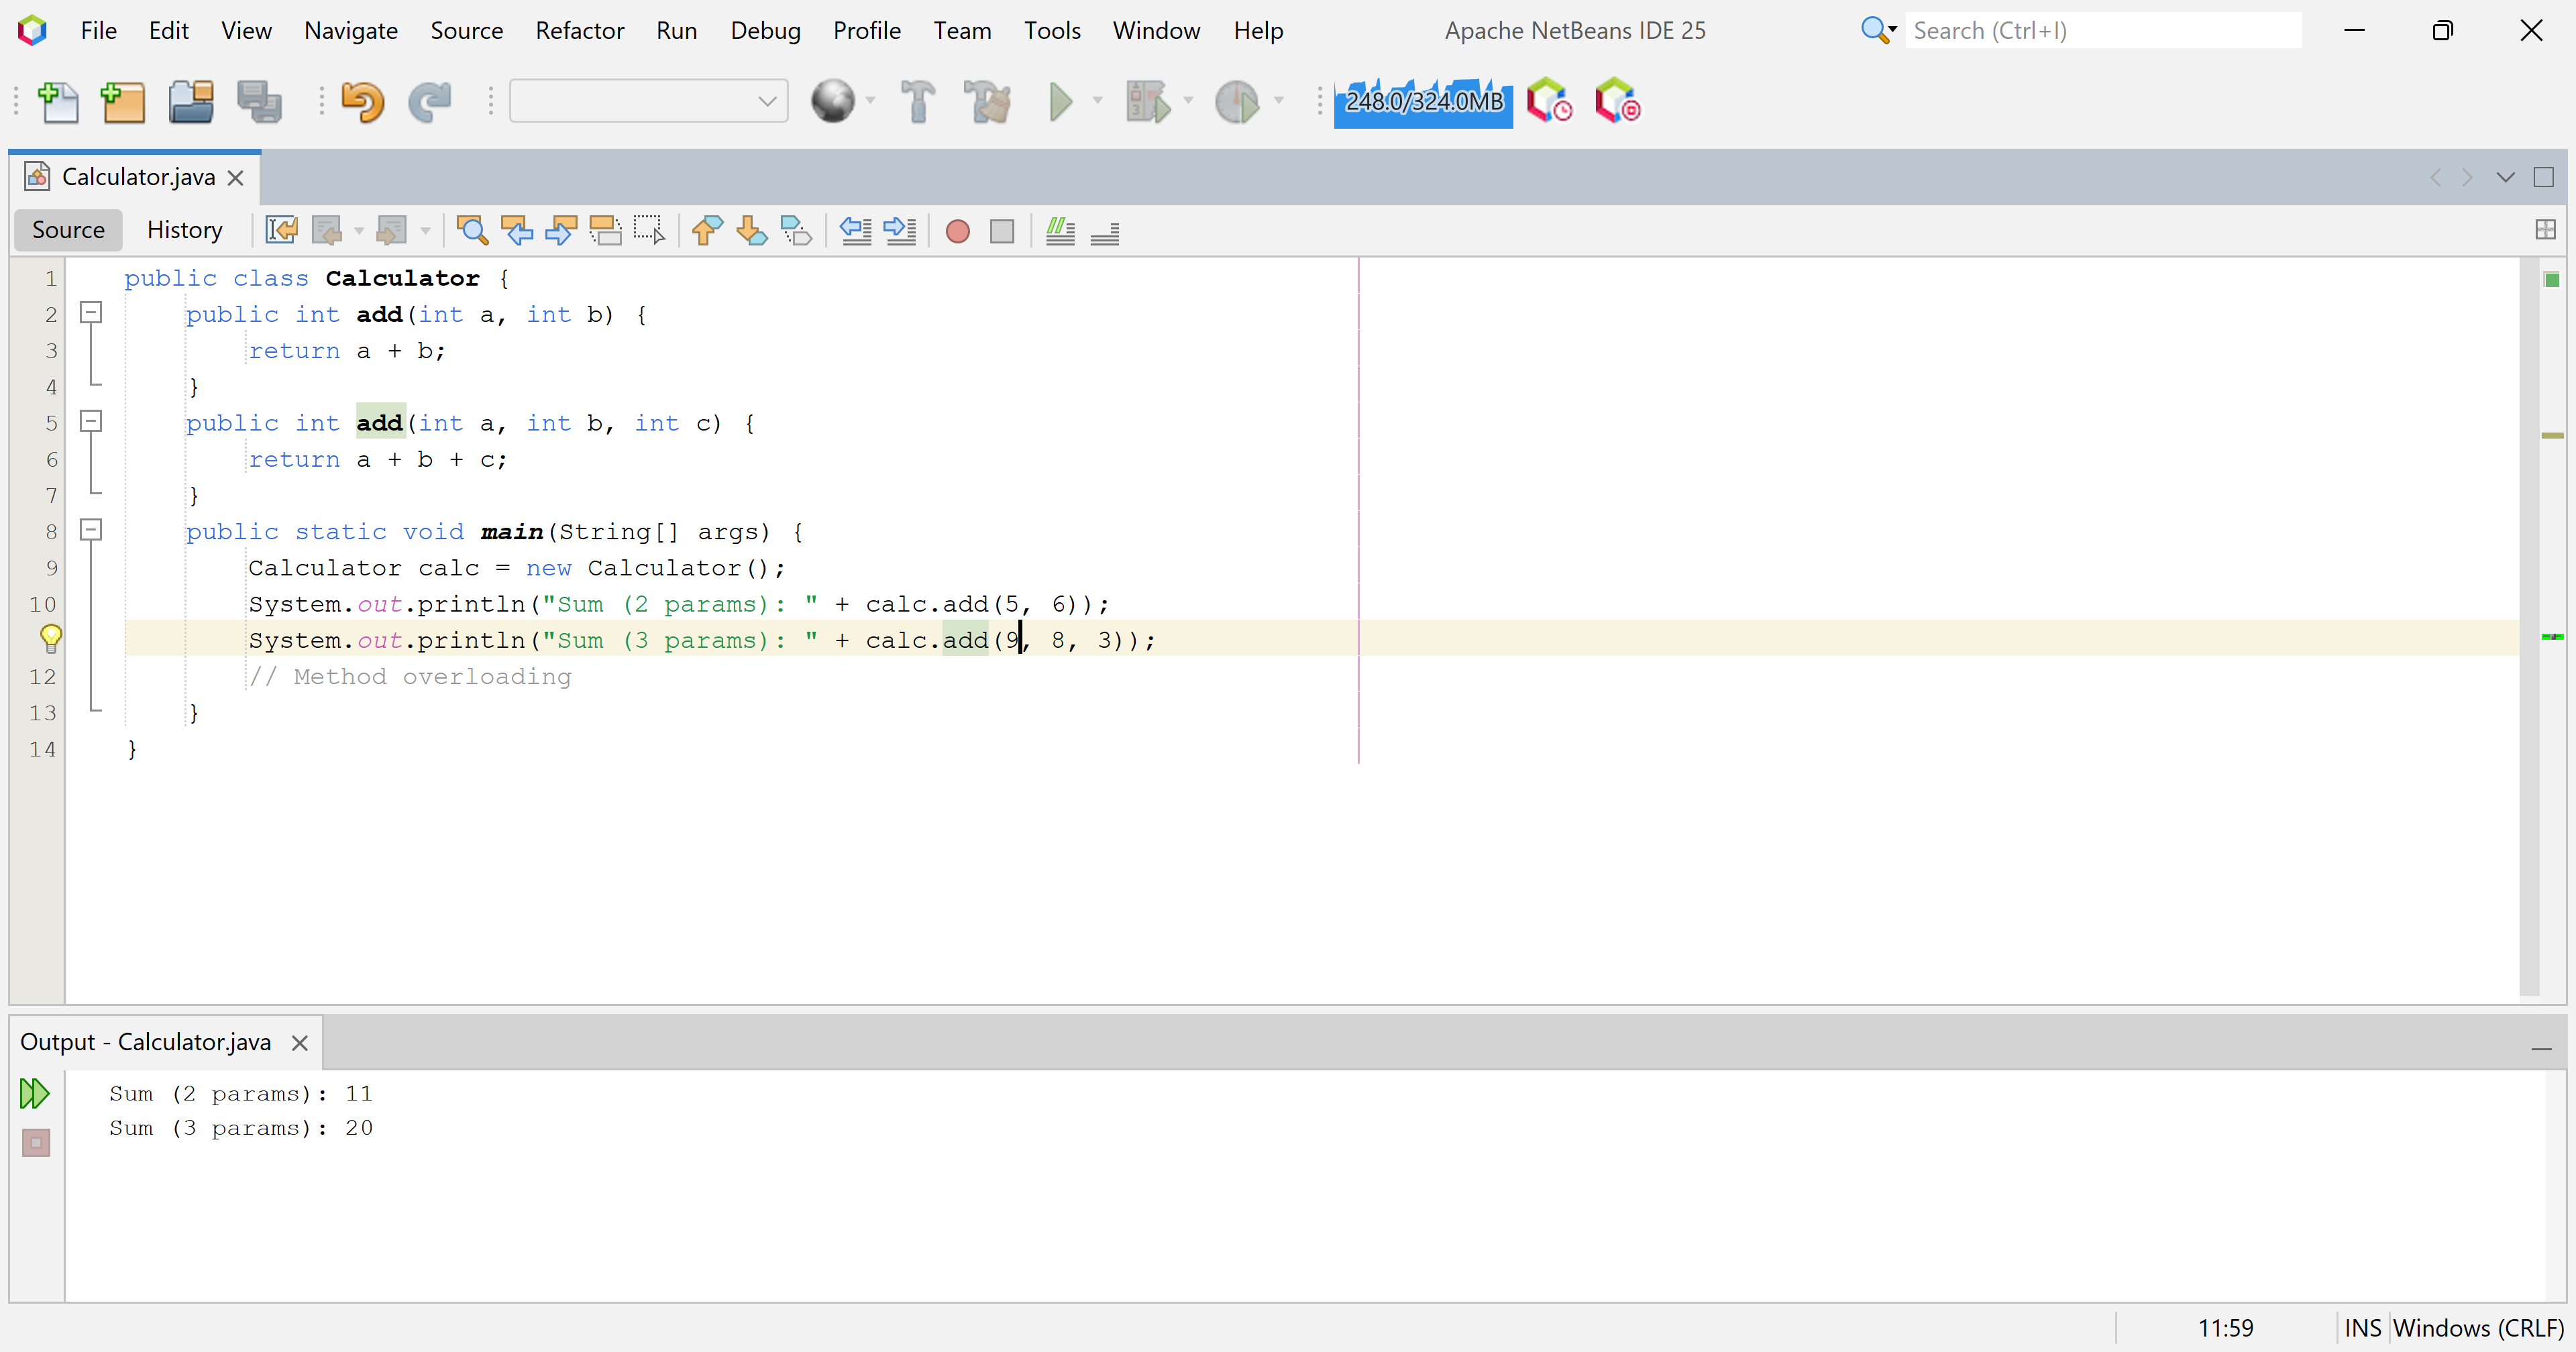 File Edit View Navigate Source Refactor Run Debug Profile Team Tools Window Help Apache NetBeans IDE 25 Search (Ctrl+I)
248.0/324.0MB
Calculator.java
Source History
1 public class Calculator {
2 public int add(int a, int b) {
3 return a + b;
4 }
5 public int add(int a, int b, int c) {
6 return a + b + c;
7 }
8 public static void main(String[] args) {
9 Calculator calc = new Calculator();
10 System.out.println("Sum (2 params): " + calc.add(5, 6));
System.out.println("Sum (3 params): " + calc.add(9, 8, 3));
12 // Method overloading
13 }
14 }
Output - Calculator.java
Sum (2 params): 11
Sum (3 params): 20
11:59 INS Windows (CRLF)